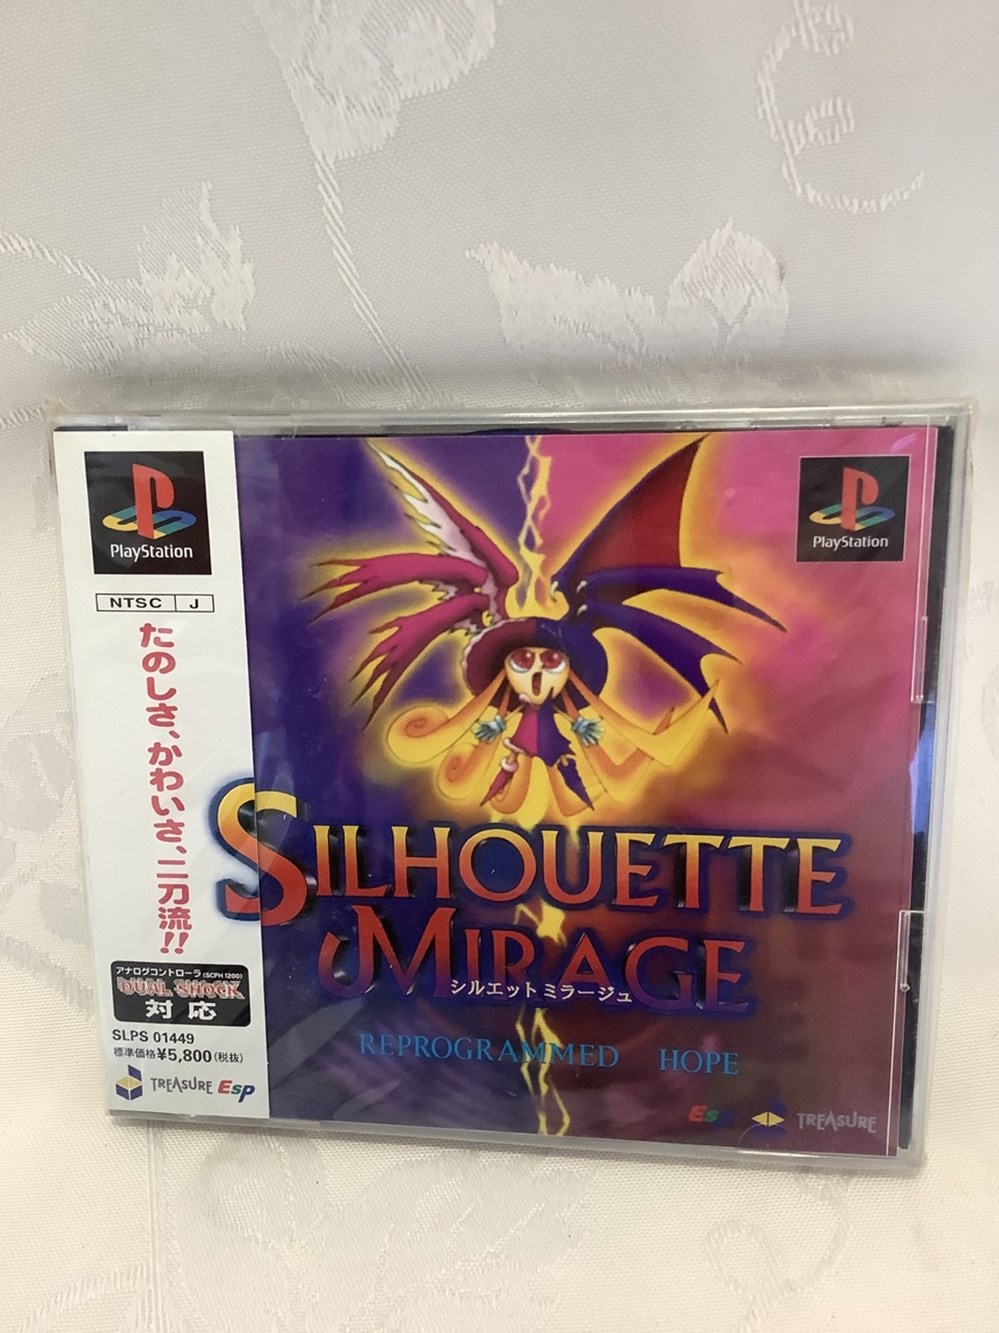 PlayStation
NTSC J
たのしさ、かわいさ、二刀流!!
アナログコントローラ(SCPH 1200)
DUAL SHOCK
対応
SLPS 01449
標準価格¥5,800(税抜)
TREASURE ESP
PlayStation
SILHOUETTE
MIRAGE
シルエットミラージュ
REPROGRAMMED HOPE
ESP TREASURE